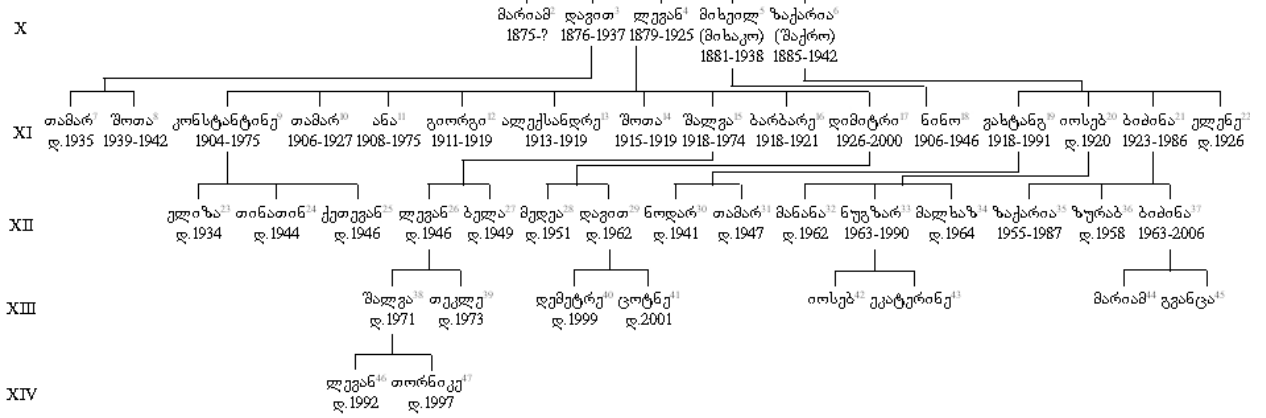 X
მარიამ² დავით³ ლევან⁴ მიხეილ⁵ ზაქარია⁶
1875-? 1876-1937 1879-1925 (მიხაკო) (შაქრო)
1881-1938 1885-1942
XI
თამარ⁷ შოთა⁸ კონსტანტინე⁹ თამარ¹⁰ ანა¹¹ გიორგი¹² ალექსანდრე¹³ შოთა¹⁴ შალვა¹⁵ ბარბარე¹⁶ დიმიტრი¹⁷ ნინო¹⁸ ვახტანგ¹⁹ იოსებ²⁰ ბიძინა²¹ ელენე²²
დ.1935 1939-1942 1904-1975 1906-1927 1908-1975 1911-1919 1913-1919 1915-1919 1918-1974 1918-1921 1926-2000 1906-1946 1918-1991 დ.1920 1923-1986 დ.1926
XII
ელიზა²³ თინათინ²⁴ ქეთევან²⁵ ლევან²⁶ ბელა²⁷ მედეა²⁸ დავით²⁹ ნოდარ³⁰ თამარ³¹ მანანა³² ნუგზარ³³ მალხაზ³⁴ ზაქარია³⁵ ზურაბ³⁶ ბიძინა³⁷
დ.1934 დ.1944 დ.1946 დ.1946 დ.1949 დ.1951 დ.1962 დ.1941 დ.1947 დ.1962 1963-1990 დ.1964 1955-1987 დ.1958 1963-2006
XIII
შალვა³⁸ თეკლე³⁹ დემეტრე⁴⁰ ცოტნე⁴¹ იოსებ⁴² ეკატერინე⁴³ მარიამ⁴⁴ გვანცა⁴⁵
დ.1971 დ.1973 დ.1999 დ.2001
XIV
ლევან⁴⁶ თორნიკე⁴⁷
დ.1992 დ.1997